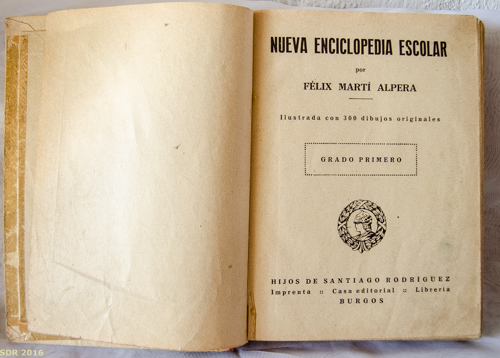 NUEVA ENCICLOPEDIA ESCOLAR
por
FÉLIX MARTÍ ALPERA
Ilustrada con 300 dibujos originales
GRADO PRIMERO
HIJOS DE SANTIAGO RODRÍGUEZ
Imprenta :: Casa editorial :: Librería
BURGOS
SDR 2016